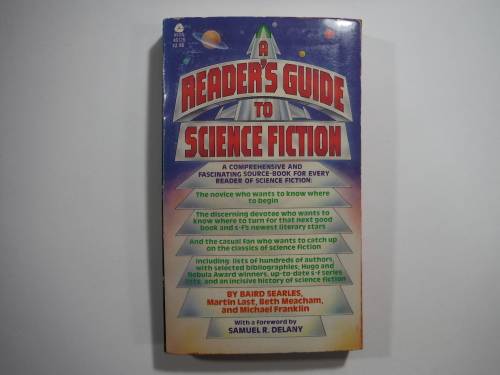 AVON
46128
$2.95
A
READER'S GUIDE
TO
SCIENCE FICTION
A COMPREHENSIVE AND
FASCINATING SOURCE-BOOK FOR EVERY
READER OF SCIENCE FICTION:
The novice who wants to know where
to begin
The discerning devotee who wants to
know where to turn for that next good
book and s-f's newest literary stars
And the casual fan who wants to catch up
on the classics of science fiction
Including: lists of hundreds of authors,
with selected bibliographies; Hugo and
Nebula Award winners, up-to-date s-f series
lists, and an incisive history of science fiction
BY BAIRD SEARLES,
Martin Last, Beth Meacham,
and Michael Franklin
With a Foreword by
SAMUEL R. DELANY